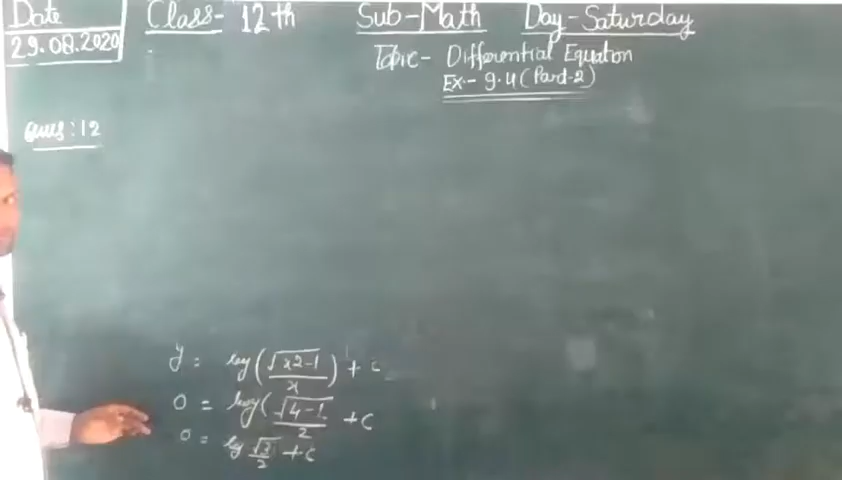 Date Class- 12th Sub-Math Day-Saturday
29.08.2020
Topic- Differential Equation
Ex.- 9.4 (Pard-2)
Ques:12
y = log(√x2-1/x) + c
0 = log(√4-1/2 + c
0 = log √3/2 + c